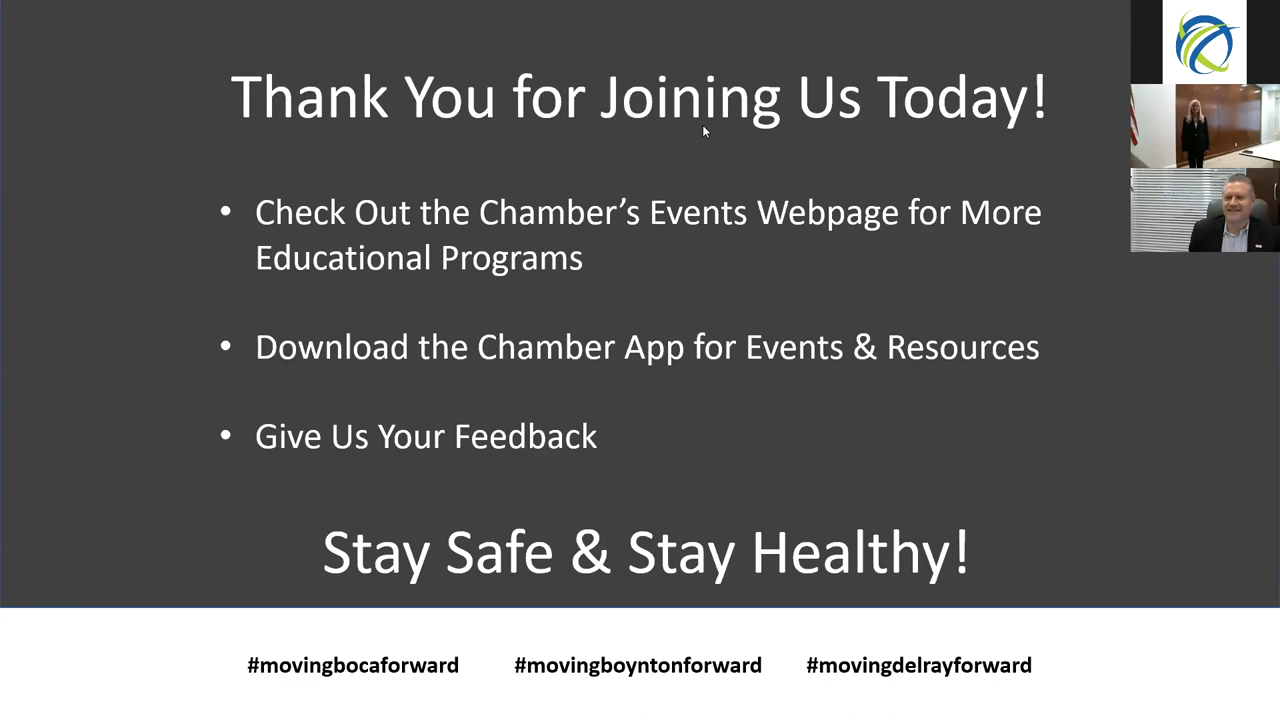 Thank You for Joining Us Today!
• Check Out the Chamber’s Events Webpage for More
Educational Programs
• Download the Chamber App for Events & Resources
• Give Us Your Feedback
Stay Safe & Stay Healthy!
#movingbocaforward #movingboyntonforward #movingdelrayforward